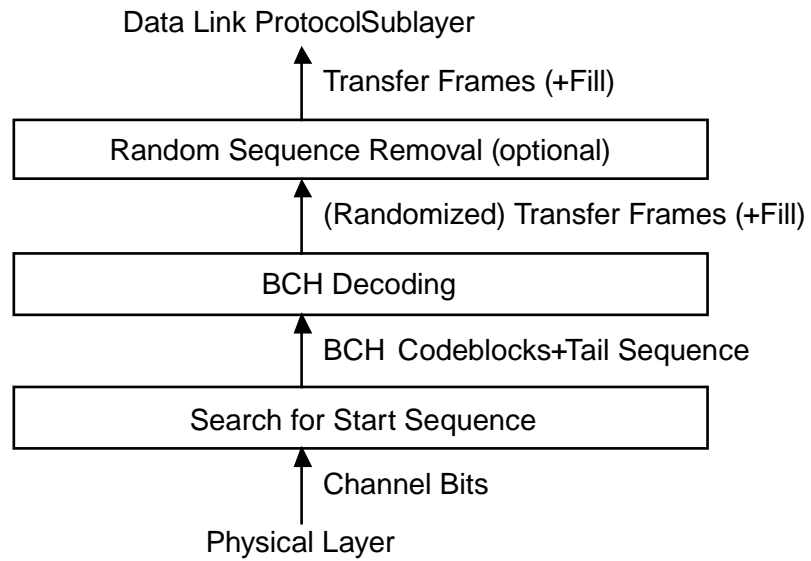 Data Link ProtocolSublayer
Transfer Frames (+Fill)
Random Sequence Removal (optional)
(Randomized) Transfer Frames (+Fill)
BCH Decoding
BCH Codeblocks+Tail Sequence
Search for Start Sequence
Channel Bits
Physical Layer